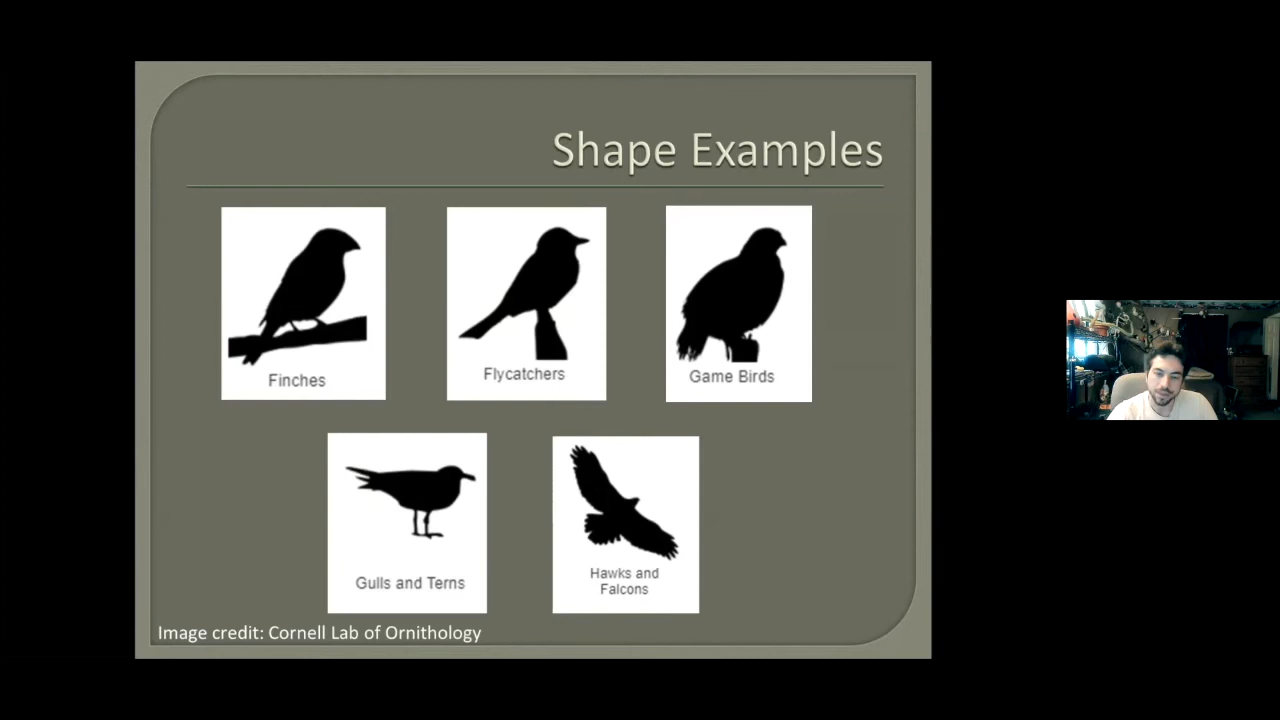 Shape Examples
Finches
Flycatchers
Game Birds
Gulls and Terns
Hawks and
Falcons
Image credit: Cornell Lab of Ornithology